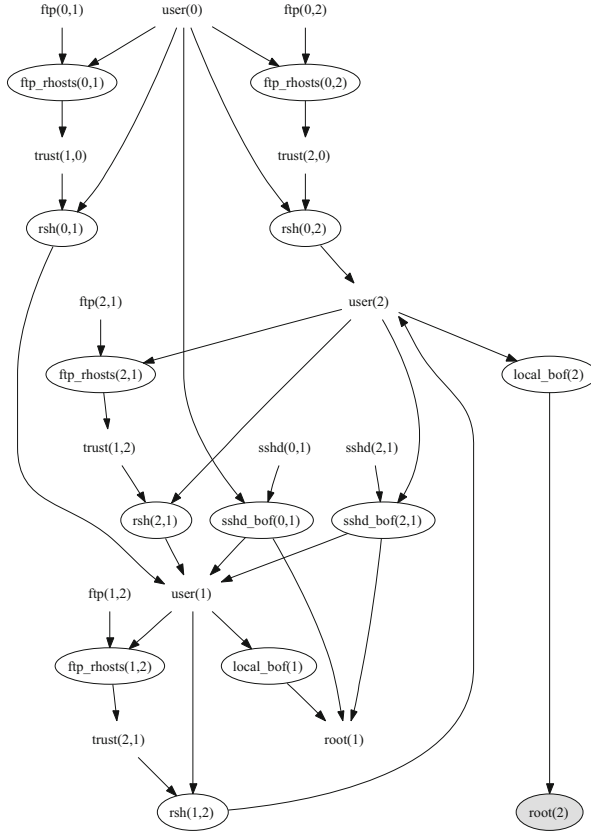 ftp(0,1) user(0) ftp(0,2)
ftp_rhosts(0,1) ftp_rhosts(0,2)
trust(1,0) trust(2,0)
rsh(0,1) rsh(0,2)
ftp(2,1) user(2)
ftp_rhosts(2,1) local_bof(2)
trust(1,2) sshd(0,1) sshd(2,1)
rsh(2,1) sshd_bof(0,1) sshd_bof(2,1)
ftp(1,2) user(1)
ftp_rhosts(1,2) local_bof(1)
trust(2,1) root(1)
rsh(1,2) root(2)